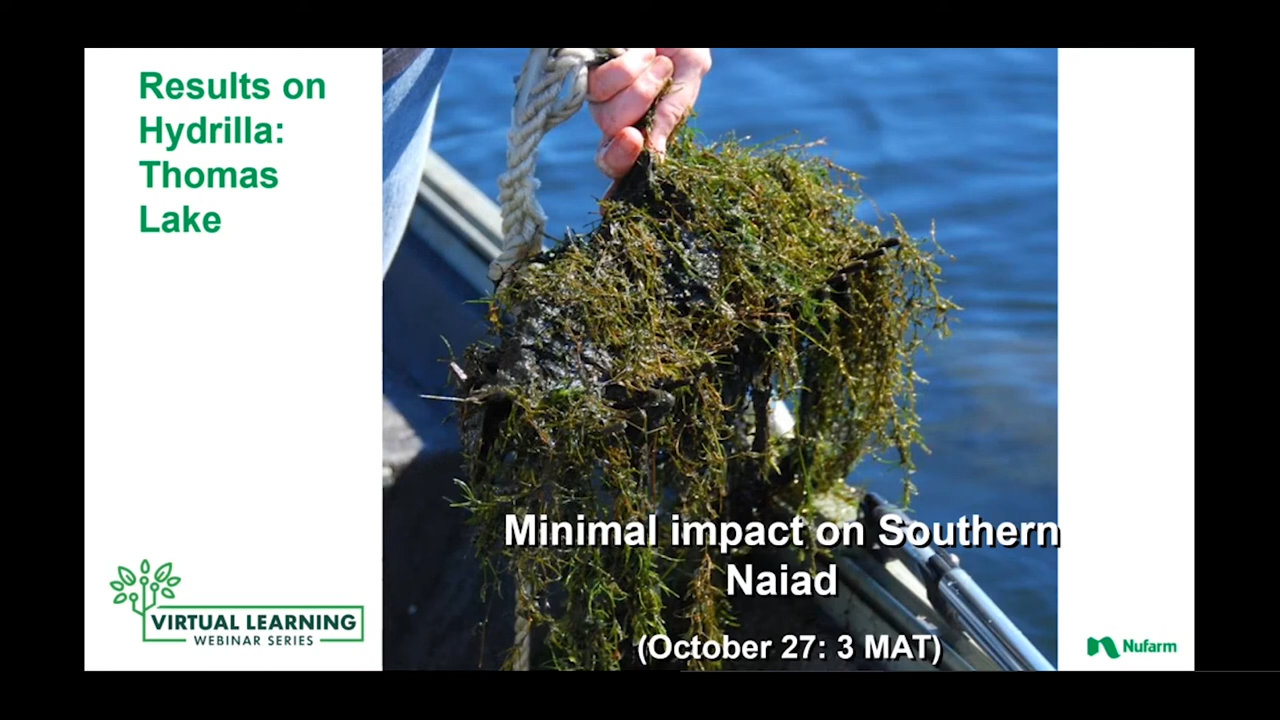 Results on
Hydrilla:
Thomas
Lake
Minimal impact on Southern
Naiad
(October 27: 3 MAT)
VIRTUAL LEARNING
WEBINAR SERIES
Nufarm